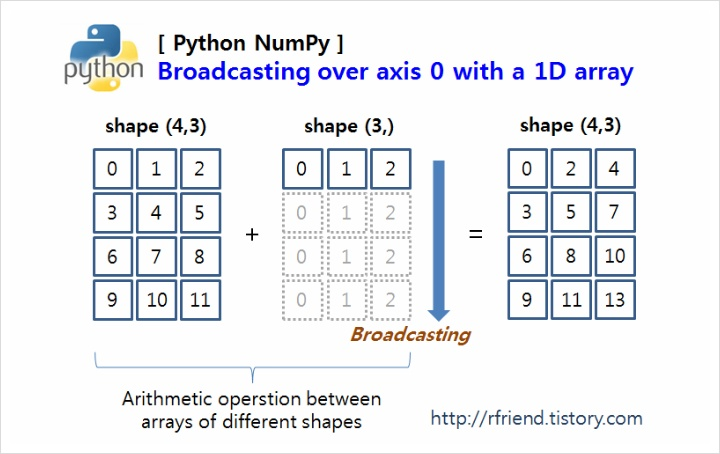 [ Python NumPy ]
python
Broadcasting over axis 0 with a 1D array
shape (4,3) shape (3,) shape (4,3)
0 1 2 0 1 2 0 2 4
3 4 5 0 1 2 3 5 7
+ =
6 7 8 0 1 2 6 8 10
9 10 11 0 1 2 9 11 13
Broadcasting
Arithmetic operstion between
arrays of different shapes
http://rfriend.tistory.com